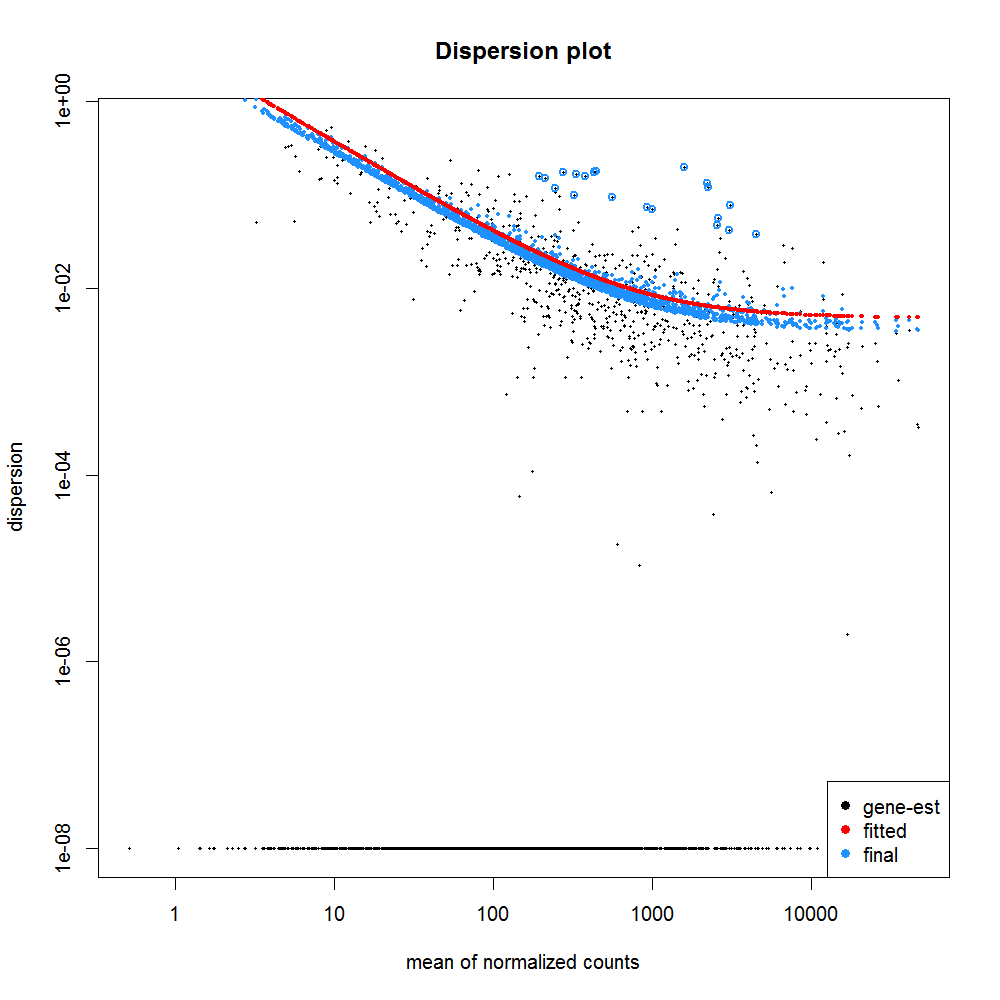 Dispersion plot
1e+00
1e-02
1e-04
1e-06
1e-08
dispersion
gene-est
fitted
final
1 10 100 1000 10000
mean of normalized counts